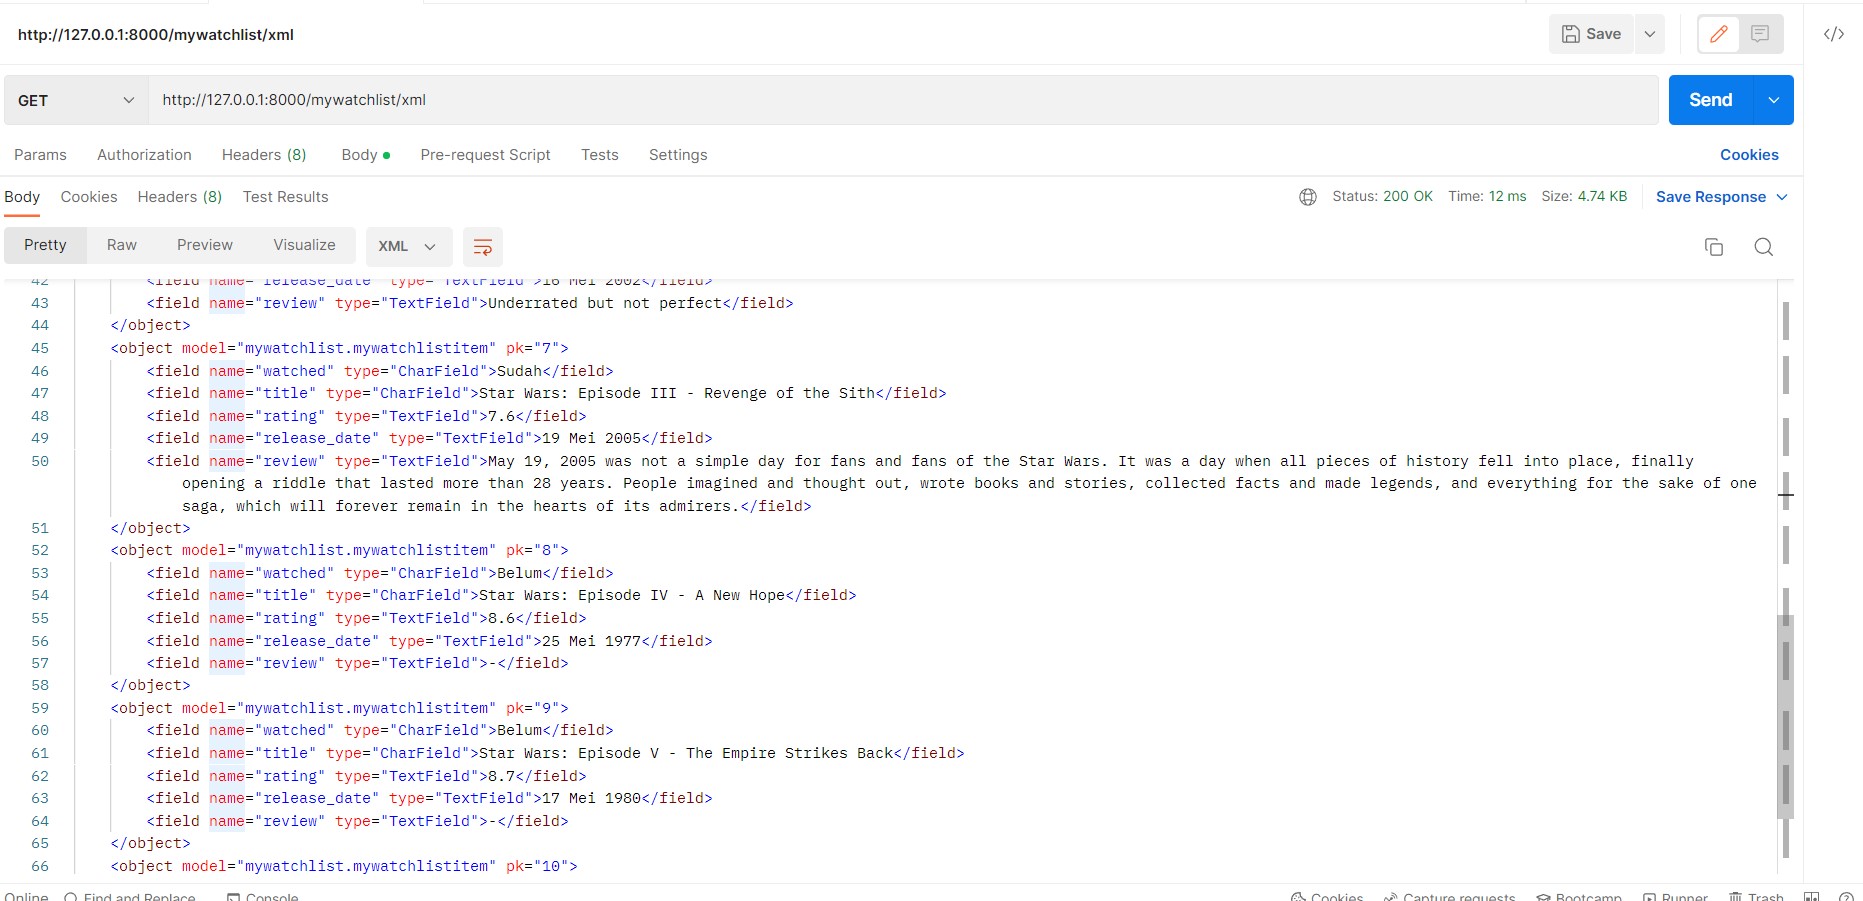 http://127.0.0.1:8000/mywatchlist/xml
Save
GET
http://127.0.0.1:8000/mywatchlist/xml
Send
Params Authorization Headers (8) Body Pre-request Script Tests Settings Cookies
Body Cookies Headers (8) Test Results Status: 200 OK Time: 12 ms Size: 4.74 KB Save Response
Pretty Raw Preview Visualize XML
42 <field name="release_date" type="TextField">16 Mei 2002</field>
43 <field name="review" type="TextField">Underrated but not perfect</field>
44 </object>
45 <object model="mywatchlist.mywatchlistitem" pk="7">
46 <field name="watched" type="CharField">Sudah</field>
47 <field name="title" type="CharField">Star Wars: Episode III - Revenge of the Sith</field>
48 <field name="rating" type="TextField">7.6</field>
49 <field name="release_date" type="TextField">19 Mei 2005</field>
50 <field name="review" type="TextField">May 19, 2005 was not a simple day for fans and fans of the Star Wars. It was a day when all pieces of history fell into place, finally
opening a riddle that lasted more than 28 years. People imagined and thought out, wrote books and stories, collected facts and made legends, and everything for the sake of one
saga, which will forever remain in the hearts of its admirers.</field>
51 </object>
52 <object model="mywatchlist.mywatchlistitem" pk="8">
53 <field name="watched" type="CharField">Belum</field>
54 <field name="title" type="CharField">Star Wars: Episode IV - A New Hope</field>
55 <field name="rating" type="TextField">8.6</field>
56 <field name="release_date" type="TextField">25 Mei 1977</field>
57 <field name="review" type="TextField">-</field>
58 </object>
59 <object model="mywatchlist.mywatchlistitem" pk="9">
60 <field name="watched" type="CharField">Belum</field>
61 <field name="title" type="CharField">Star Wars: Episode V - The Empire Strikes Back</field>
62 <field name="rating" type="TextField">8.7</field>
63 <field name="release_date" type="TextField">17 Mei 1980</field>
64 <field name="review" type="TextField">-</field>
65 </object>
66 <object model="mywatchlist.mywatchlistitem" pk="10">
Online Find and Replace Console Cookies Capture requests Bootcamp Runner Trash